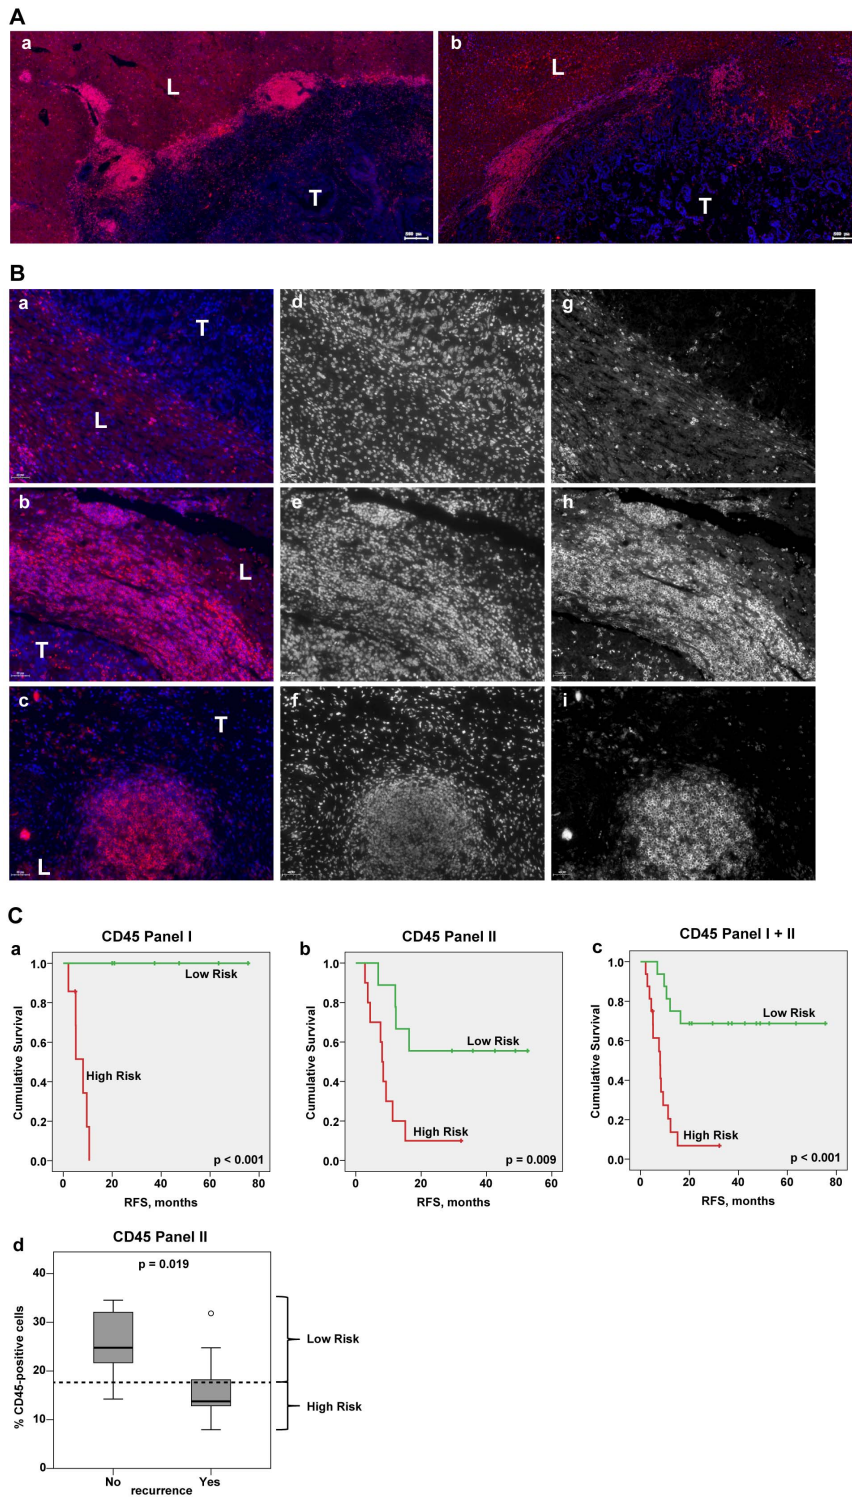 A
a
L
T
b
L
T
B
a
T
L
d
g
b
L
T
e
h
c
T
L
f
i
C
a
CD45 Panel I
Cumulative Survival
1.0
0.8
0.6
0.4
0.2
0.0
Low Risk
High Risk
p < 0.001
0 20 40 60 80
RFS, months
b
CD45 Panel II
Cumulative Survival
1.0
0.8
0.6
0.4
0.2
0.0
Low Risk
High Risk
p = 0.009
0 20 40 60
RFS, months
c
CD45 Panel I + II
Cumulative Survival
1.0
0.8
0.6
0.4
0.2
0.0
Low Risk
High Risk
p < 0.001
0 20 40 60 80
RFS, months
d
CD45 Panel II
p = 0.019
% CD45-positive cells
40
30
20
10
0
Low Risk
High Risk
No Yes
recurrence